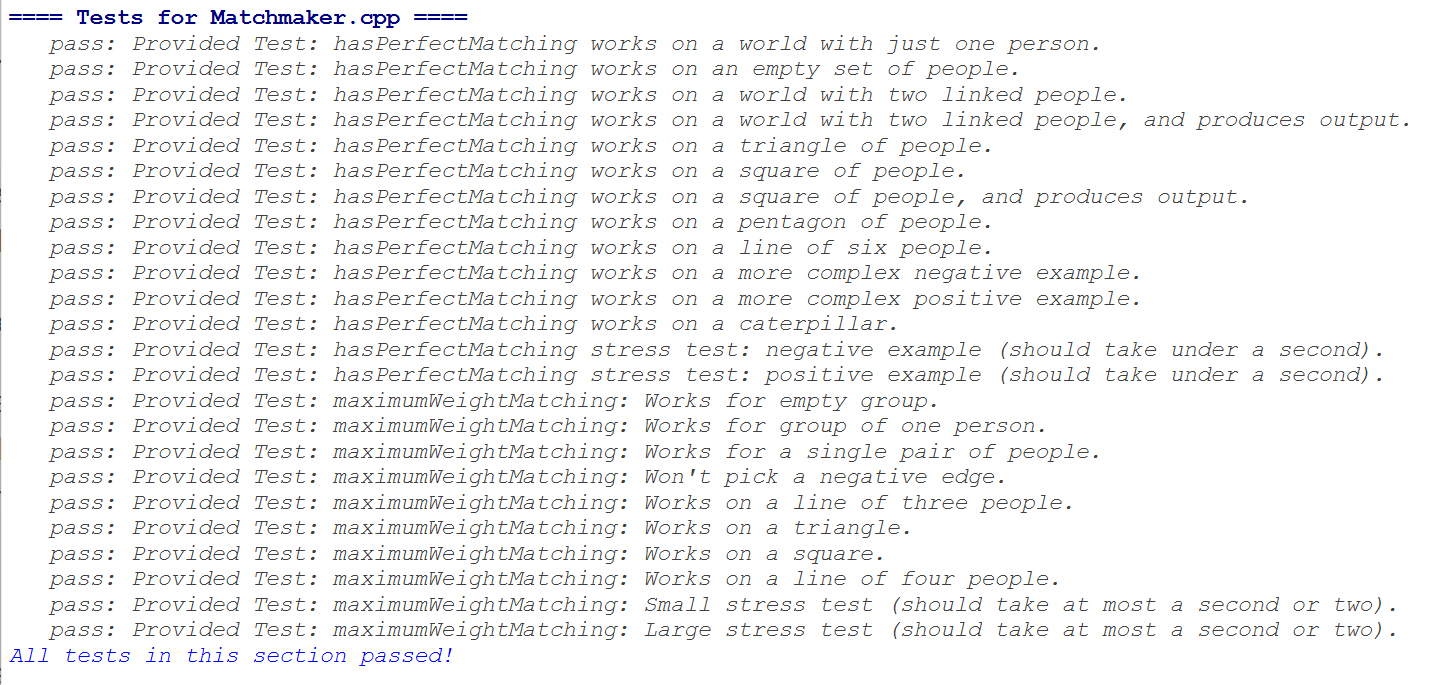 ==== Tests for Matchmaker.cpp ====
pass: Provided Test: hasPerfectMatching works on a world with just one person.
pass: Provided Test: hasPerfectMatching works on an empty set of people.
pass: Provided Test: hasPerfectMatching works on a world with two linked people.
pass: Provided Test: hasPerfectMatching works on a world with two linked people, and produces output.
pass: Provided Test: hasPerfectMatching works on a triangle of people.
pass: Provided Test: hasPerfectMatching works on a square of people.
pass: Provided Test: hasPerfectMatching works on a square of people, and produces output.
pass: Provided Test: hasPerfectMatching works on a pentagon of people.
pass: Provided Test: hasPerfectMatching works on a line of six people.
pass: Provided Test: hasPerfectMatching works on a more complex negative example.
pass: Provided Test: hasPerfectMatching works on a more complex positive example.
pass: Provided Test: hasPerfectMatching works on a caterpillar.
pass: Provided Test: hasPerfectMatching stress test: negative example (should take under a second).
pass: Provided Test: hasPerfectMatching stress test: positive example (should take under a second).
pass: Provided Test: maximumWeightMatching: Works for empty group.
pass: Provided Test: maximumWeightMatching: Works for group of one person.
pass: Provided Test: maximumWeightMatching: Works for a single pair of people.
pass: Provided Test: maximumWeightMatching: Won't pick a negative edge.
pass: Provided Test: maximumWeightMatching: Works on a line of three people.
pass: Provided Test: maximumWeightMatching: Works on a triangle.
pass: Provided Test: maximumWeightMatching: Works on a square.
pass: Provided Test: maximumWeightMatching: Works on a line of four people.
pass: Provided Test: maximumWeightMatching: Small stress test (should take at most a second or two).
pass: Provided Test: maximumWeightMatching: Large stress test (should take at most a second or two).
All tests in this section passed!